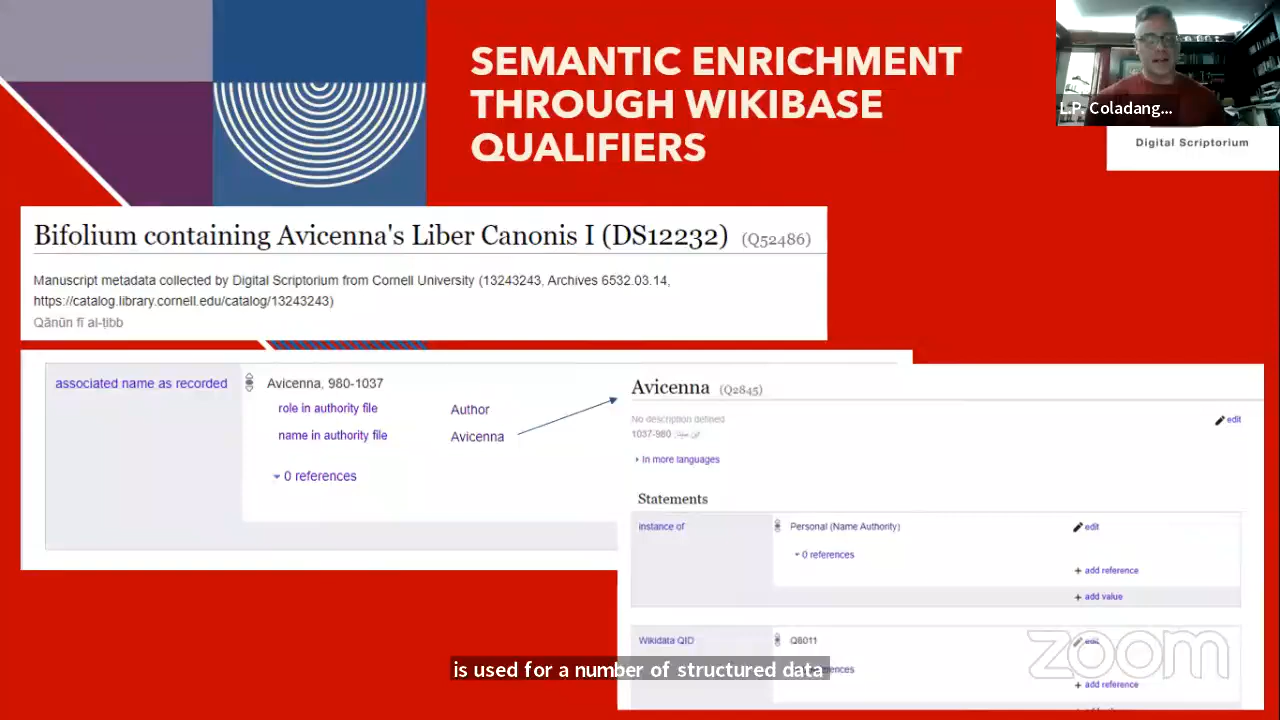 SEMANTIC ENRICHMENT
THROUGH WIKIBASE
QUALIFIERS
L.P. Coladang...
Digital Scriptorium
Bifolium containing Avicenna's Liber Canonis I (DS12232) (Q52486)
Manuscript metadata collected by Digital Scriptorium from Cornell University (13243243, Archives 6532.03.14,
https://catalog.library.cornell.edu/catalog/13243243)
Qānūn fī al-ṭibb
associated name as recorded
Avicenna, 980-1037
role in authority file Author
name in authority file Avicenna
0 references
Avicenna (Q2845)
No description defined
edit
1037-980
In more languages
Statements
instance of
Personal (Name Authority)
edit
0 references
+ add reference
+ add value
Wikidata QID
Q8011
edit
+ add reference
zoom
is used for a number of structured data